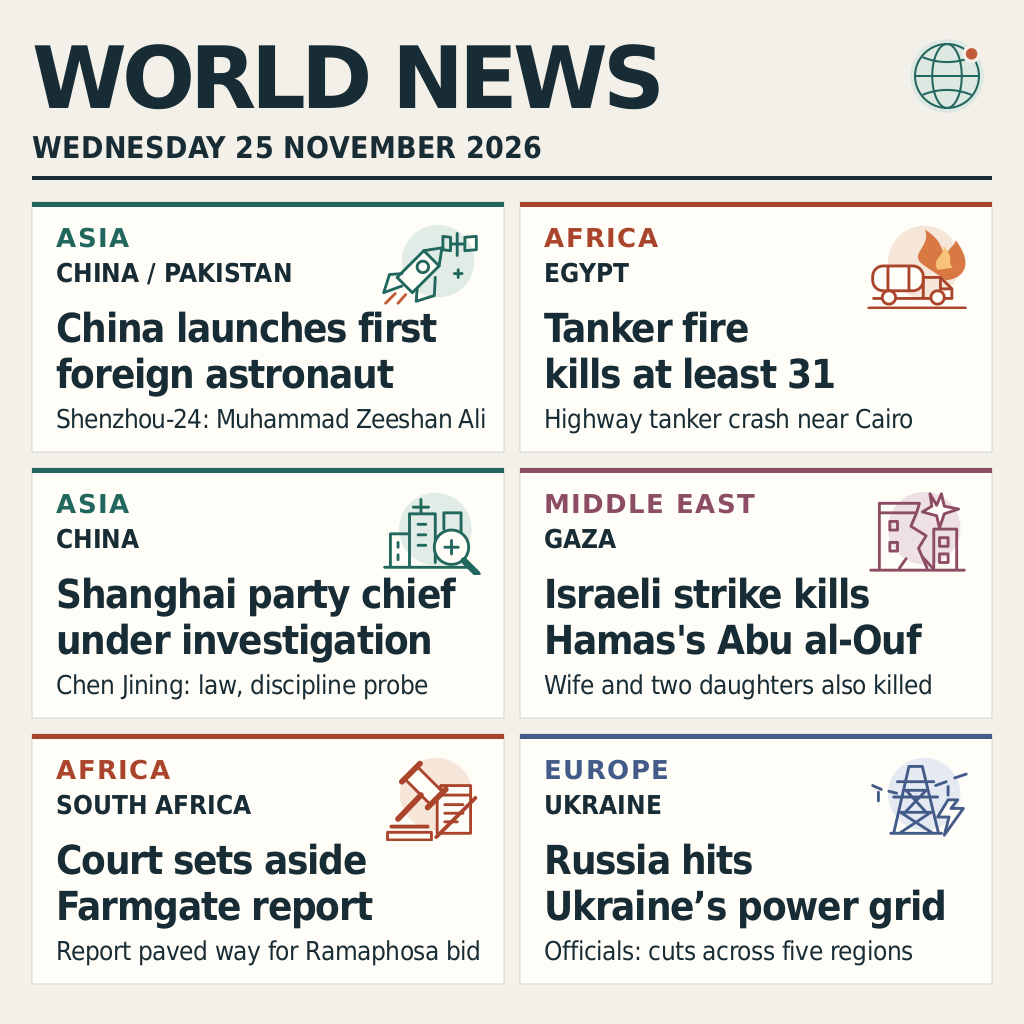 WORLD NEWS
WEDNESDAY 25 NOVEMBER 2026
ASIA
CHINA / PAKISTAN
China launches first
foreign astronaut
Shenzhou-24: Muhammad Zeeshan Ali
AFRICA
EGYPT
Tanker fire
kills at least 31
Highway tanker crash near Cairo
ASIA
CHINA
Shanghai party chief
under investigation
Chen Jining: law, discipline probe
MIDDLE EAST
GAZA
Israeli strike kills
Hamas's Abu al-Ouf
Wife and two daughters also killed
AFRICA
SOUTH AFRICA
Court sets aside
Farmgate report
Report paved way for Ramaphosa bid
EUROPE
UKRAINE
Russia hits
Ukraine’s power grid
Officials: cuts across five regions